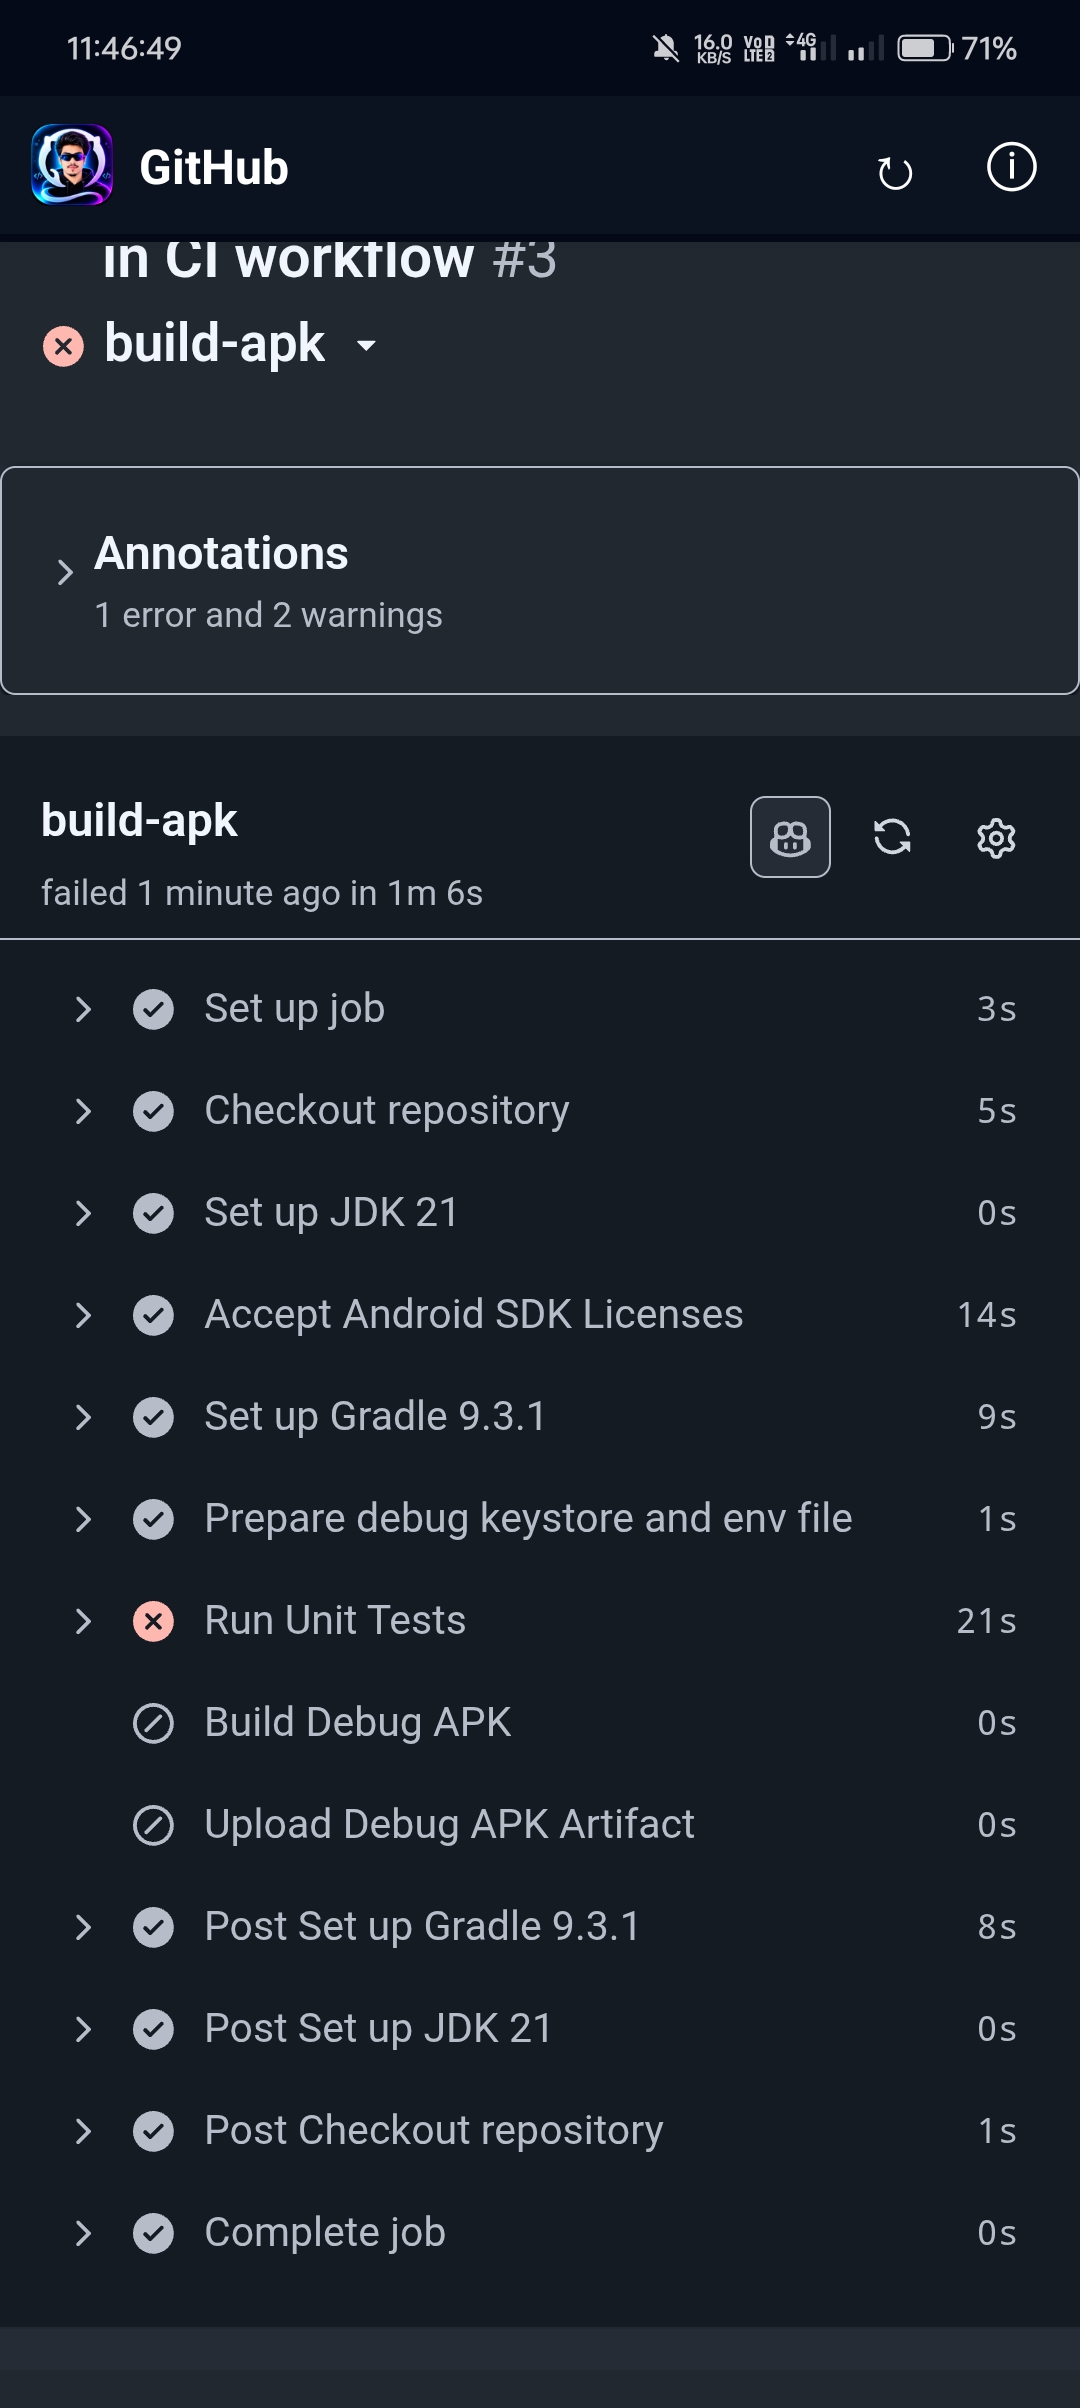 11:46:49
16.0 KB/S VoD LTE2 4G 71%
GitHub
in CI workflow #3
build-apk
Annotations
1 error and 2 warnings
build-apk
failed 1 minute ago in 1m 6s
Set up job 3s
Checkout repository 5s
Set up JDK 21 0s
Accept Android SDK Licenses 14s
Set up Gradle 9.3.1 9s
Prepare debug keystore and env file 1s
Run Unit Tests 21s
Build Debug APK 0s
Upload Debug APK Artifact 0s
Post Set up Gradle 9.3.1 8s
Post Set up JDK 21 0s
Post Checkout repository 1s
Complete job 0s